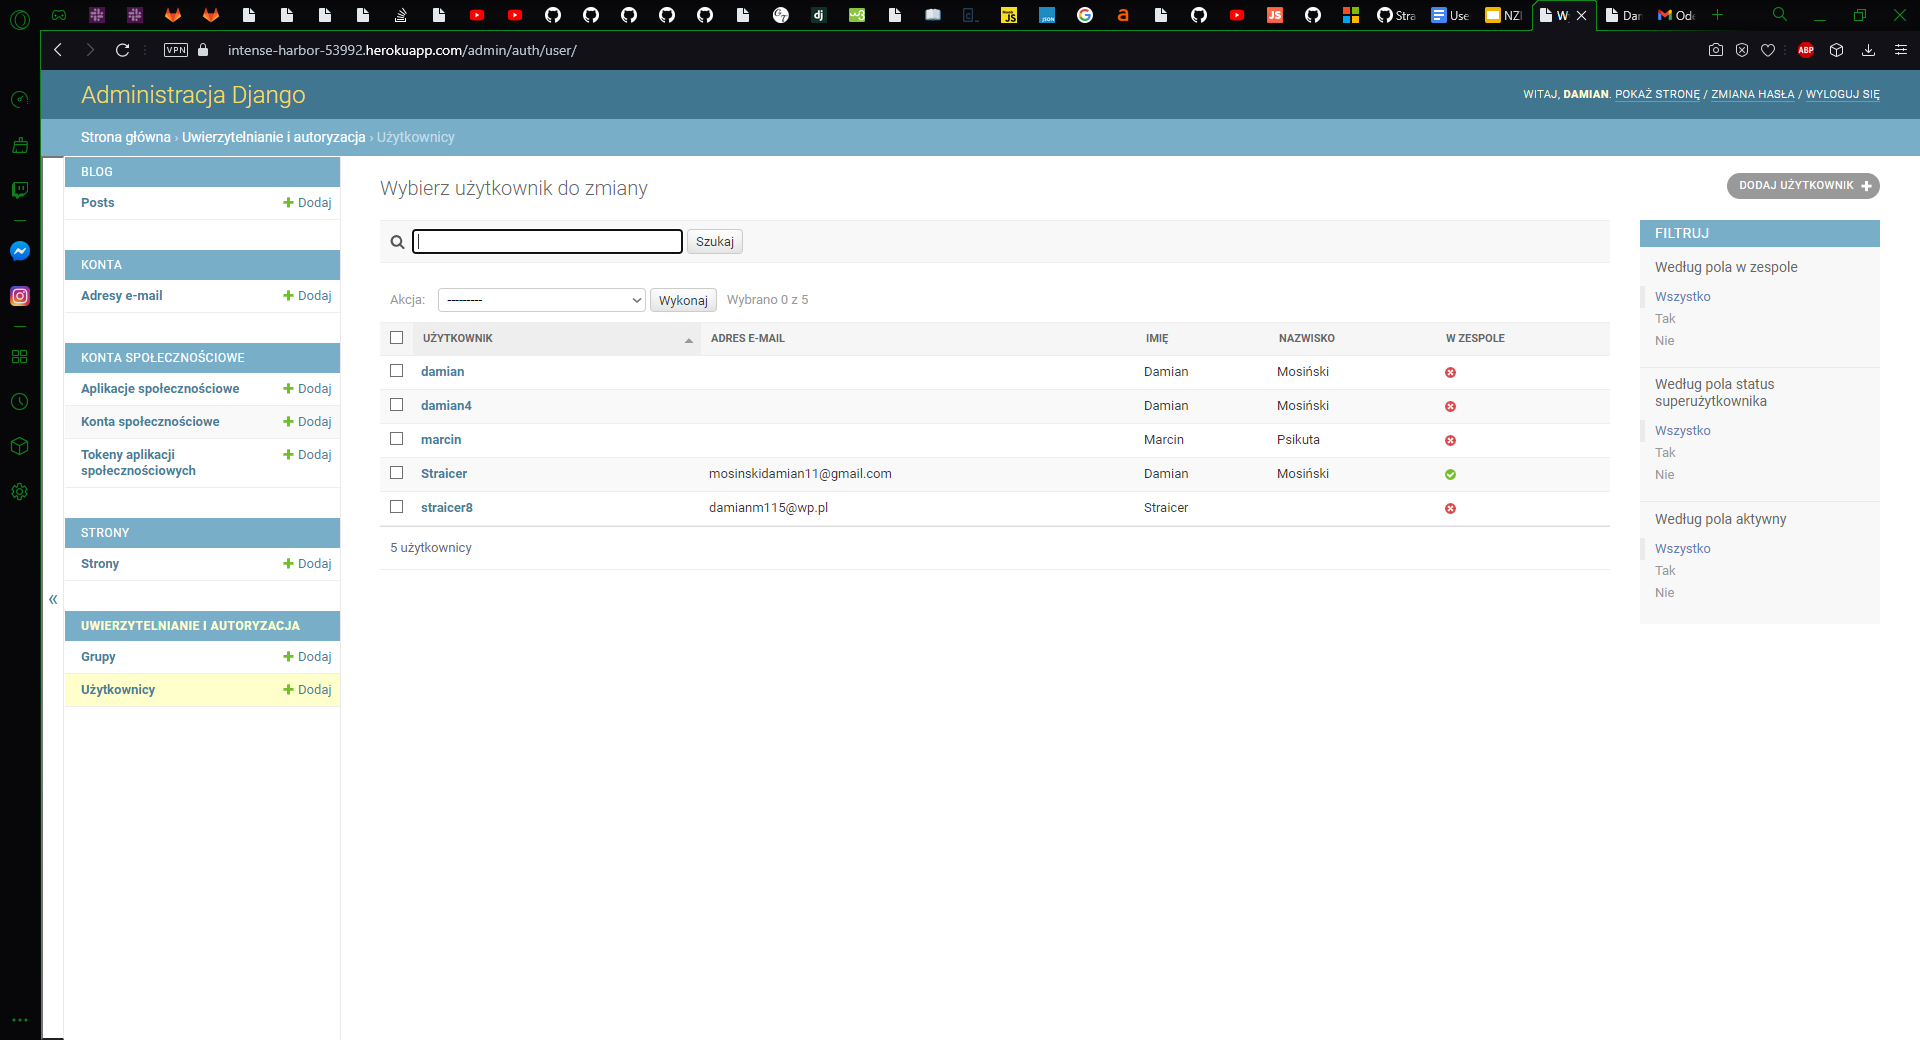 Stra
Use
NZI
W
Dar
Od
VPN
intense-harbor-53992.herokuapp.com/admin/auth/user/
ABP
Administracja Django
WITAJ, DAMIAN. POKAŻ STRONĘ / ZMIANA HASŁA / WYLOGUJ SIĘ
Strona główna › Uwierzytelnianie i autoryzacja › Użytkownicy
BLOG
Posts
Dodaj
KONTA
Adresy e-mail
Dodaj
KONTA SPOŁECZNOŚCIOWE
Aplikacje społecznościowe
Dodaj
Konta społecznościowe
Dodaj
Tokeny aplikacji
społecznościowych
Dodaj
STRONY
Strony
Dodaj
«
UWIERZYTELNIANIE I AUTORYZACJA
Grupy
Dodaj
Użytkownicy
Dodaj
Wybierz użytkownik do zmiany
DODAJ UŻYTKOWNIK
Szukaj
Akcja: --------- Wykonaj Wybrano 0 z 5
UŻYTKOWNIK ADRES E-MAIL IMIĘ NAZWISKO W ZESPOLE
damian Damian Mosiński
damian4 Damian Mosiński
marcin Marcin Psikuta
Straicer mosinskidamian11@gmail.com Damian Mosiński
straicer8 damianm115@wp.pl Straicer
5 użytkownicy
FILTRUJ
Według pola w zespole
Wszystko
Tak
Nie
Według pola status
superużytkownika
Wszystko
Tak
Nie
Według pola aktywny
Wszystko
Tak
Nie